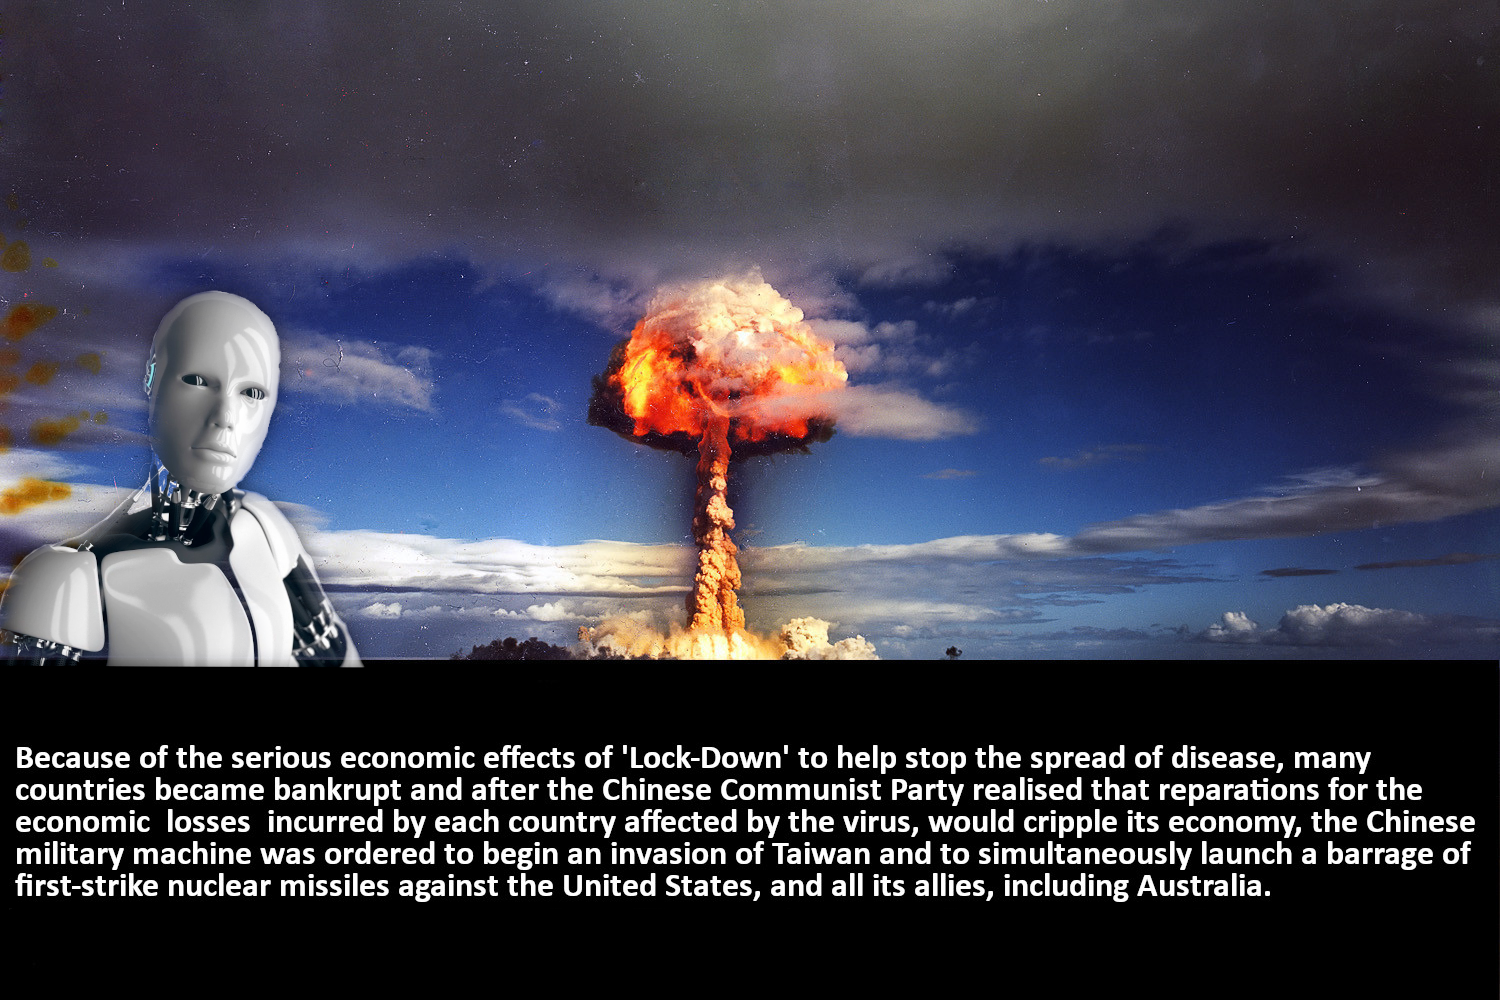 Because of the serious economic effects of 'Lock-Down' to help stop the spread of disease, many
countries became bankrupt and after the Chinese Communist Party realised that reparations for the
economic  losses  incurred by each country affected by the virus, would cripple its economy, the Chinese
military machine was ordered to begin an invasion of Taiwan and to simultaneously launch a barrage of
first-strike nuclear missiles against the United States, and all its allies, including Australia.